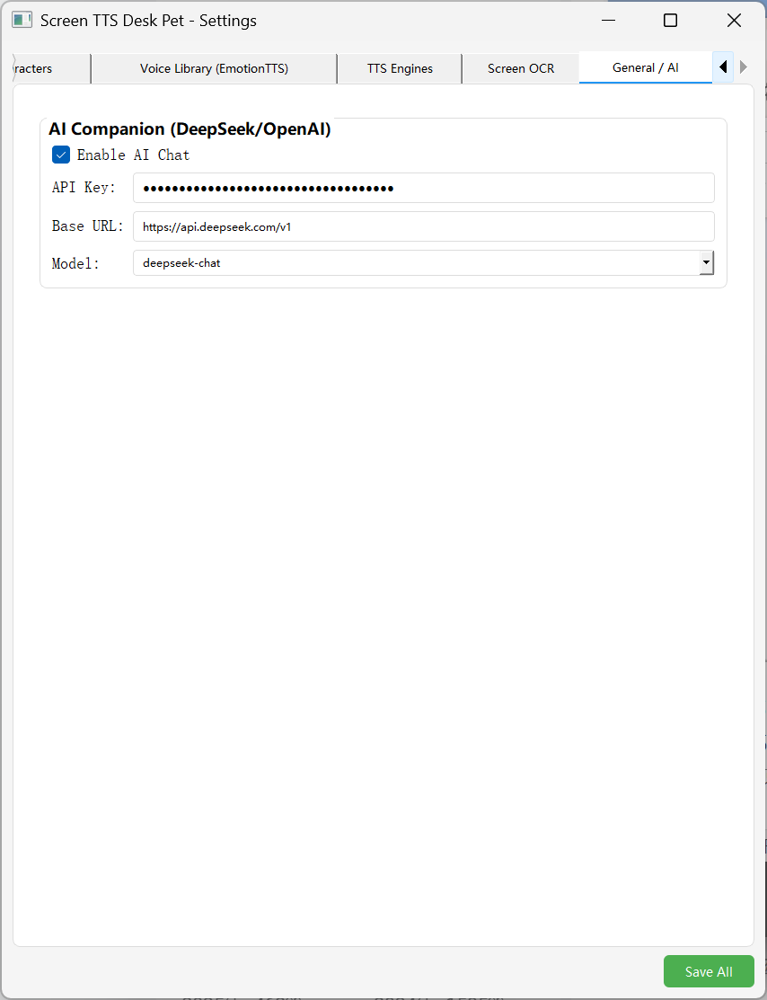 Screen TTS Desk Pet - Settings
racters
Voice Library (EmotionTTS)
TTS Engines
Screen OCR
General / AI
AI Companion (DeepSeek/OpenAI)
Enable AI Chat
API Key: ●●●●●●●●●●●●●●●●●●●●●●●●●●●●●●●●●●●
Base URL: https://api.deepseek.com/v1
Model: deepseek-chat
Save All